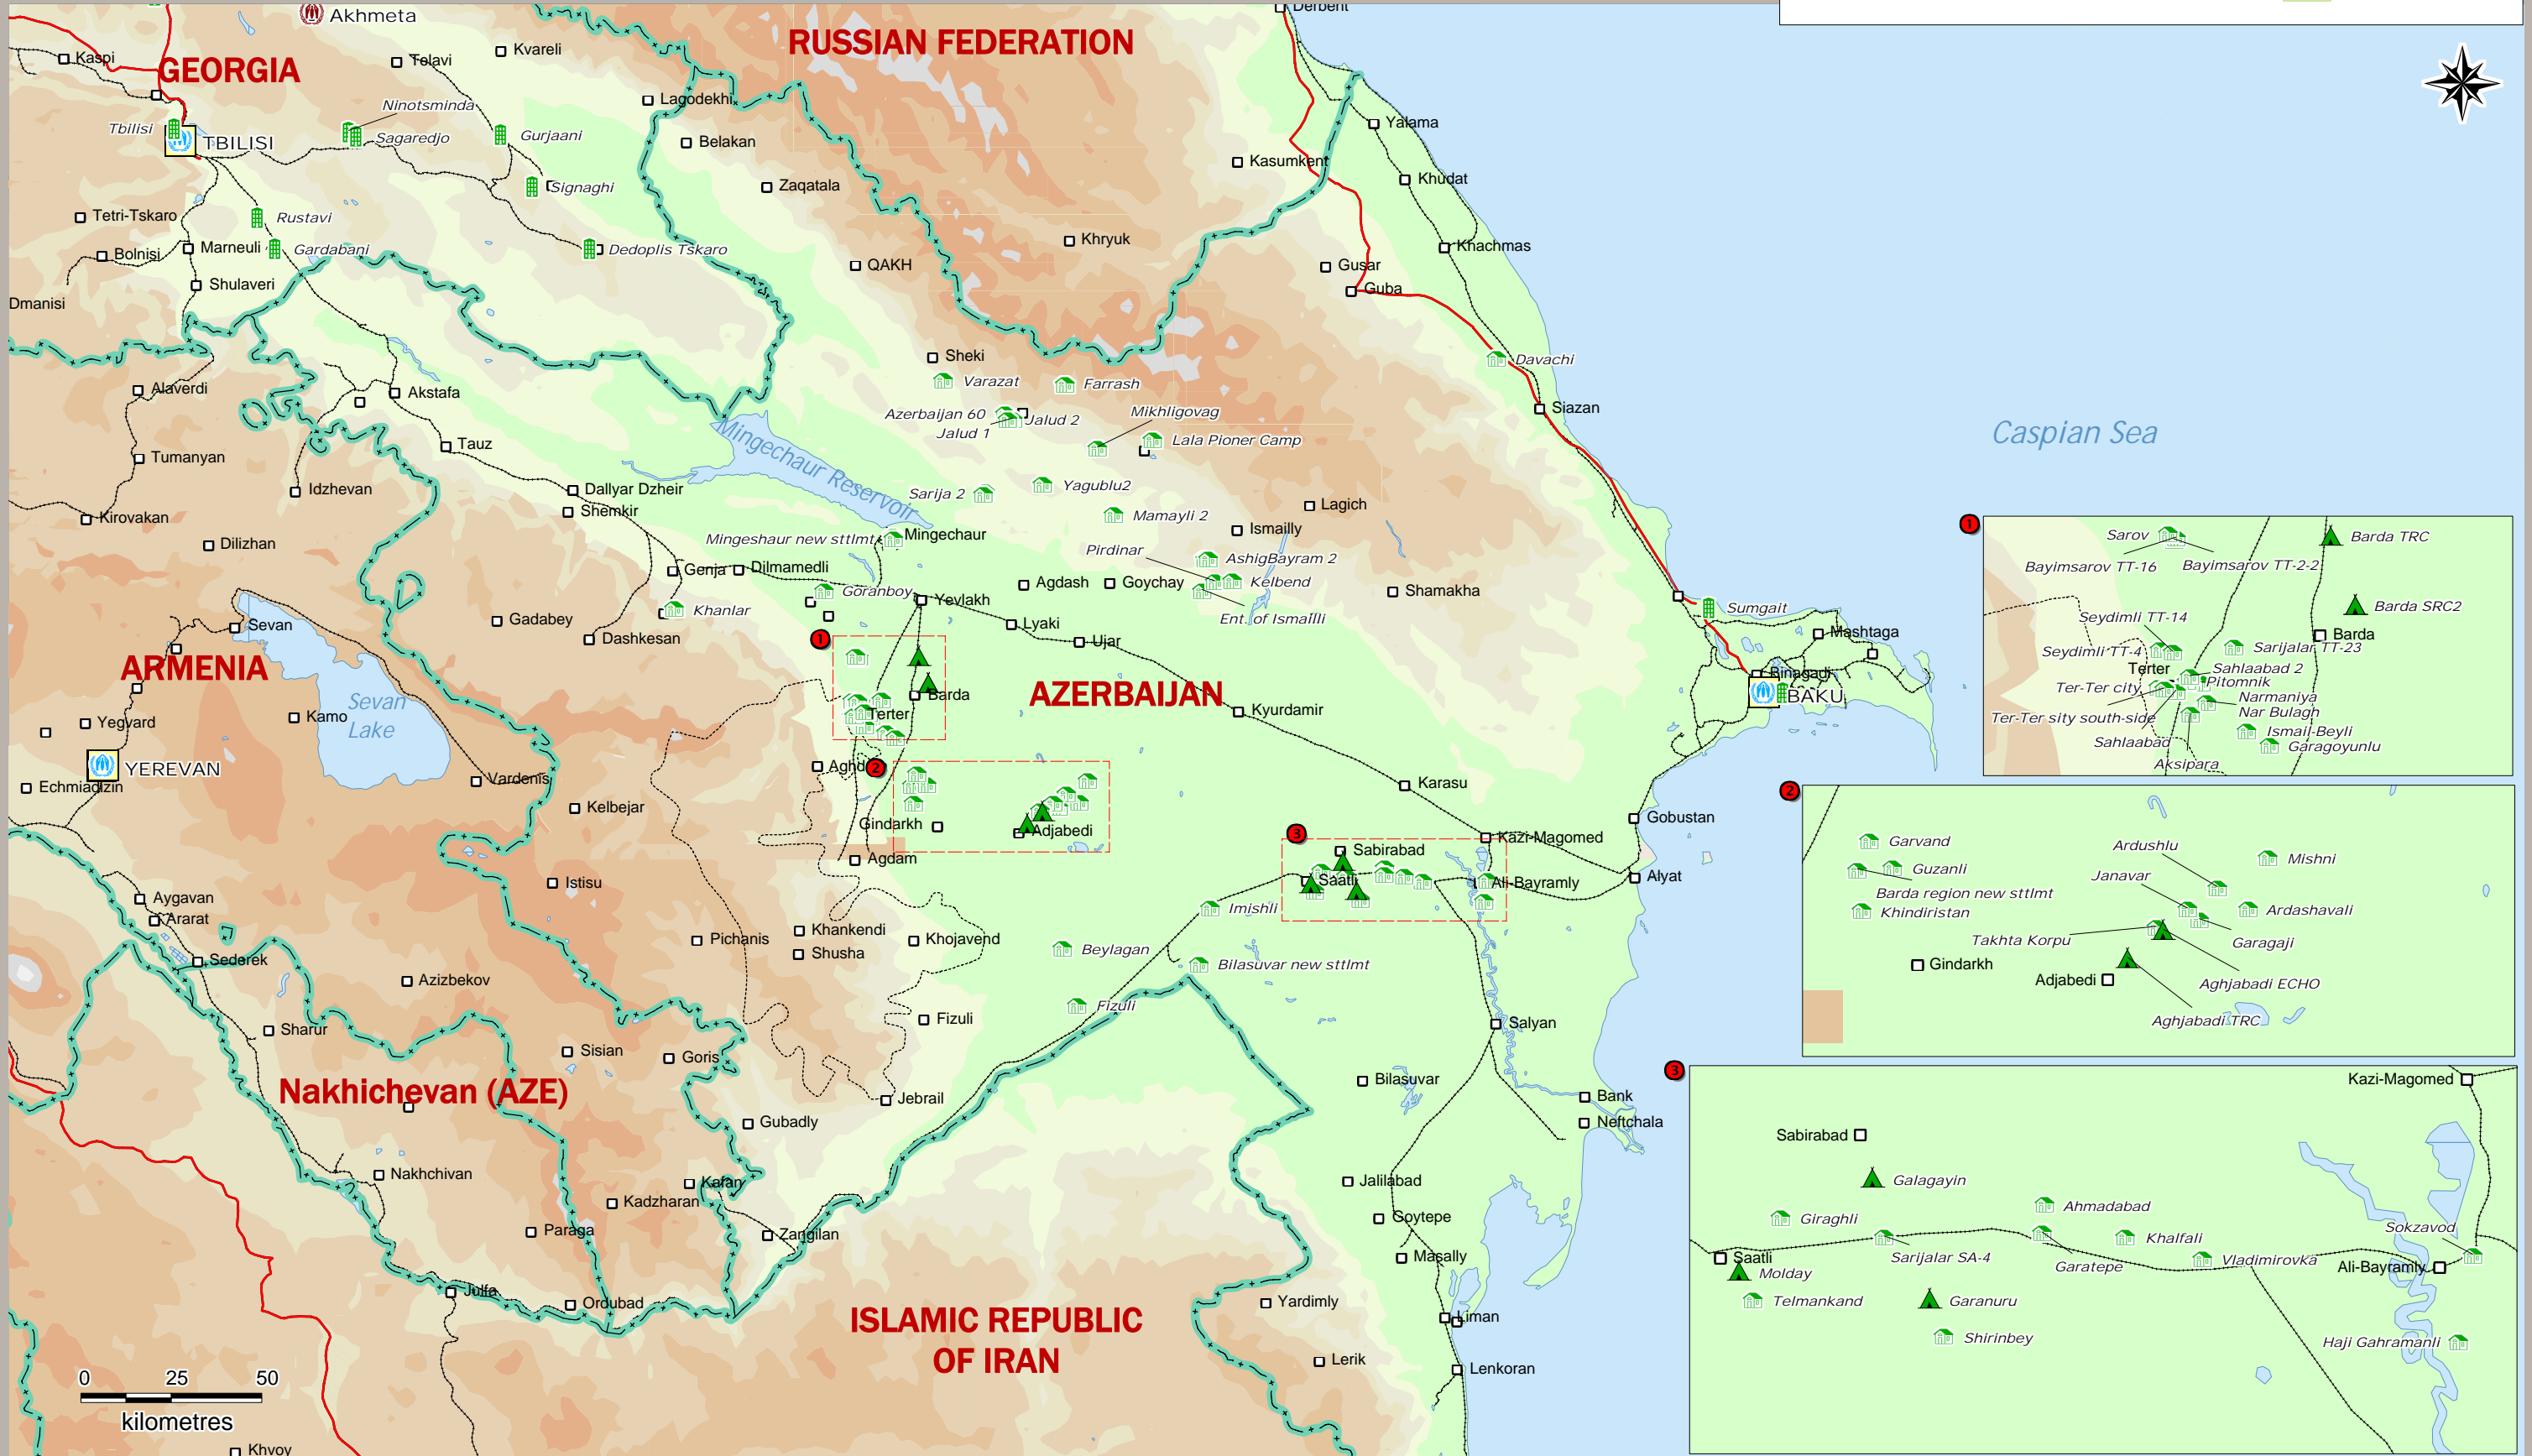 Akhmeta
Derbent
RUSSIAN FEDERATION
Kaspi
GEORGIA
Telavi
Kvareli
Lagodekhi
Ninotsminda
Tbilisi
TBILISI
Sagaredjo
Gurjaani
Belakan
Yalama
Kasumkent
Signaghi
Zaqatala
Khudat
Tetri-Tskaro
Rustavi
Marneuli
Gardabani
Dedoplis Tskaro
Khryuk
Khachmas
Bolnisi
QAKH
Gusar
Shulaveri
Guba
Dmanisi
Sheki
Davachi
Varazat
Farrash
Alaverdi
Akstafa
Siazan
Azerbaijan 60
Jalud 2
Jalud 1
Mikhligovag
Lala Pioner Camp
Caspian Sea
Tauz
Mingechaur Reservoir
Tumanyan
Idzhevan
Dallyar Dzheir
Sarija 2
Yagublu2
Shemkir
Lagich
Kirovakan
Mamayli 2
Ismailly
Dilizhan
Mingeshaur new sttlmt
Mingechaur
Pirdinar
AshigBayram 2
Genja
Dilmamedli
Agdash
Goychay
Kelbend
Goranboy
Shamakha
Yevlakh
Khanlar
Ent. of Ismailli
Sumgait
Gadabey
Lyaki
Sevan
Dashkesan
Ujar
Mashtaga
1
ARMENIA
Binagadi
BAKU
Sevan
Lake
Barda
AZERBAIJAN
Terter
Kamo
Yegvard
Kyurdamir
YEREVAN
Aghd
2
Vardenis
Echmiadizin
Kelbejar
Karasu
Gindarkh
Adjabedi
Gobustan
3
Kazi-Magomed
Sabirabad
Agdam
Saatli
Ali-Bayramly
Alyat
Istisu
Aygavan
Ararat
Imishli
Khankendi
Pichanis
Khojavend
Shusha
Beylagan
Sederek
Bilasuvar new sttlmt
Azizbekov
Fizuli
Fizuli
Sharur
Salyan
Sisian
Goris
Nakhichevan (AZE)
Bilasuvar
Jebrail
Bank
Gubadly
Neftchala
Nakhchivan
Kafan
Jalilabad
Kadzharan
Goytepe
Paraga
Zangilan
Masally
Julfa
Ordubad
Yardimly
ISLAMIC REPUBLIC
OF IRAN
Liman
Lerik
Lenkoran
0 25 50
kilometres
Khvoy
1
Sarov
Barda TRC
Bayimsarov TT-16
Bayimsarov TT-2-2
Barda SRC2
Seydimli TT-14
Barda
Seydimli TT-4
Sarijalar TT-23
Terter
Sahlaabad 2
Ter-Ter city
Pitomnik
Narmaniya
Ter-Ter sity south-side
Nar Bulagh
Sahlaabad
Ismail-Beyli
Garagoyunlu
Aksipara
2
Garvand
Ardushlu
Mishni
Guzanli
Janavar
Barda region new sttlmt
Khindiristan
Ardashavali
Takhta Korpu
Garagaji
Gindarkh
Adjabedi
Aghjabadi ECHO
Aghjabadi TRC
3
Kazi-Magomed
Sabirabad
Galagayin
Ahmadabad
Giraghli
Sokzavod
Khalfali
Saatli
Sarijalar SA-4
Garatepe
Vladimirovka
Ali-Bayramly
Molday
Telmankand
Garanuru
Shirinbey
Haji Gahramanli